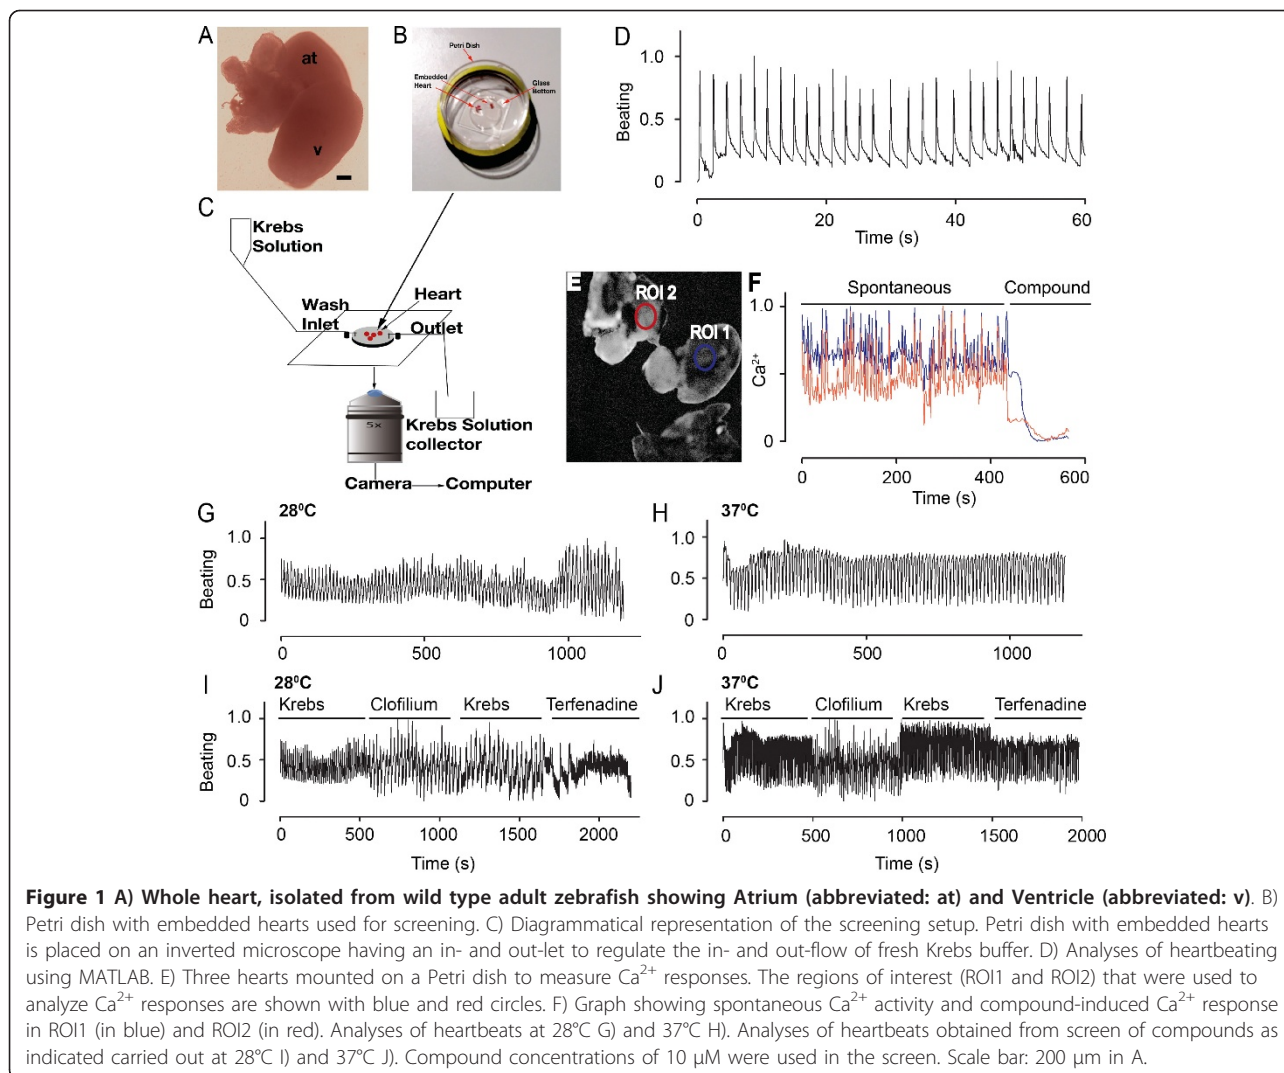 A
at
v
B
Petri Dish
Embedded
Heart
Glass
Bottom
C
Krebs
Solution
Wash
Inlet
Heart
Outlet
5x
Krebs Solution
collector
Camera
Computer
D
Beating
1.0
0.5
0
0 20 40 60
Time (s)
E
ROI 2
ROI 1
F
Spontaneous Compound
Ca²⁺
1.0
0
0 200 400 600
Time (s)
G
28⁰C
Beating
1.0
0.5
0
0 500 1000
H
37⁰C
1.0
0.5
0
0 500 1000
I
28⁰C
Krebs Clofilium Krebs Terfenadine
Beating
1.0
0.5
0
0 500 1000 1500 2000
Time (s)
J
37⁰C
Krebs Clofilium Krebs Terfenadine
1.0
0.5
0
0 500 1000 1500 2000
Time (s)
Figure 1 A) Whole heart, isolated from wild type adult zebrafish showing Atrium (abbreviated: at) and Ventricle (abbreviated: v). B)
Petri dish with embedded hearts used for screening. C) Diagrammatical representation of the screening setup. Petri dish with embedded hearts
is placed on an inverted microscope having an in- and out-let to regulate the in- and out-flow of fresh Krebs buffer. D) Analyses of heartbeating
using MATLAB. E) Three hearts mounted on a Petri dish to measure Ca²⁺ responses. The regions of interest (ROI1 and ROI2) that were used to
analyze Ca²⁺ responses are shown with blue and red circles. F) Graph showing spontaneous Ca²⁺ activity and compound-induced Ca²⁺ response
in ROI1 (in blue) and ROI2 (in red). Analyses of heartbeats at 28°C G) and 37°C H). Analyses of heartbeats obtained from screen of compounds as
indicated carried out at 28°C I) and 37°C J). Compound concentrations of 10 μM were used in the screen. Scale bar: 200 μm in A.